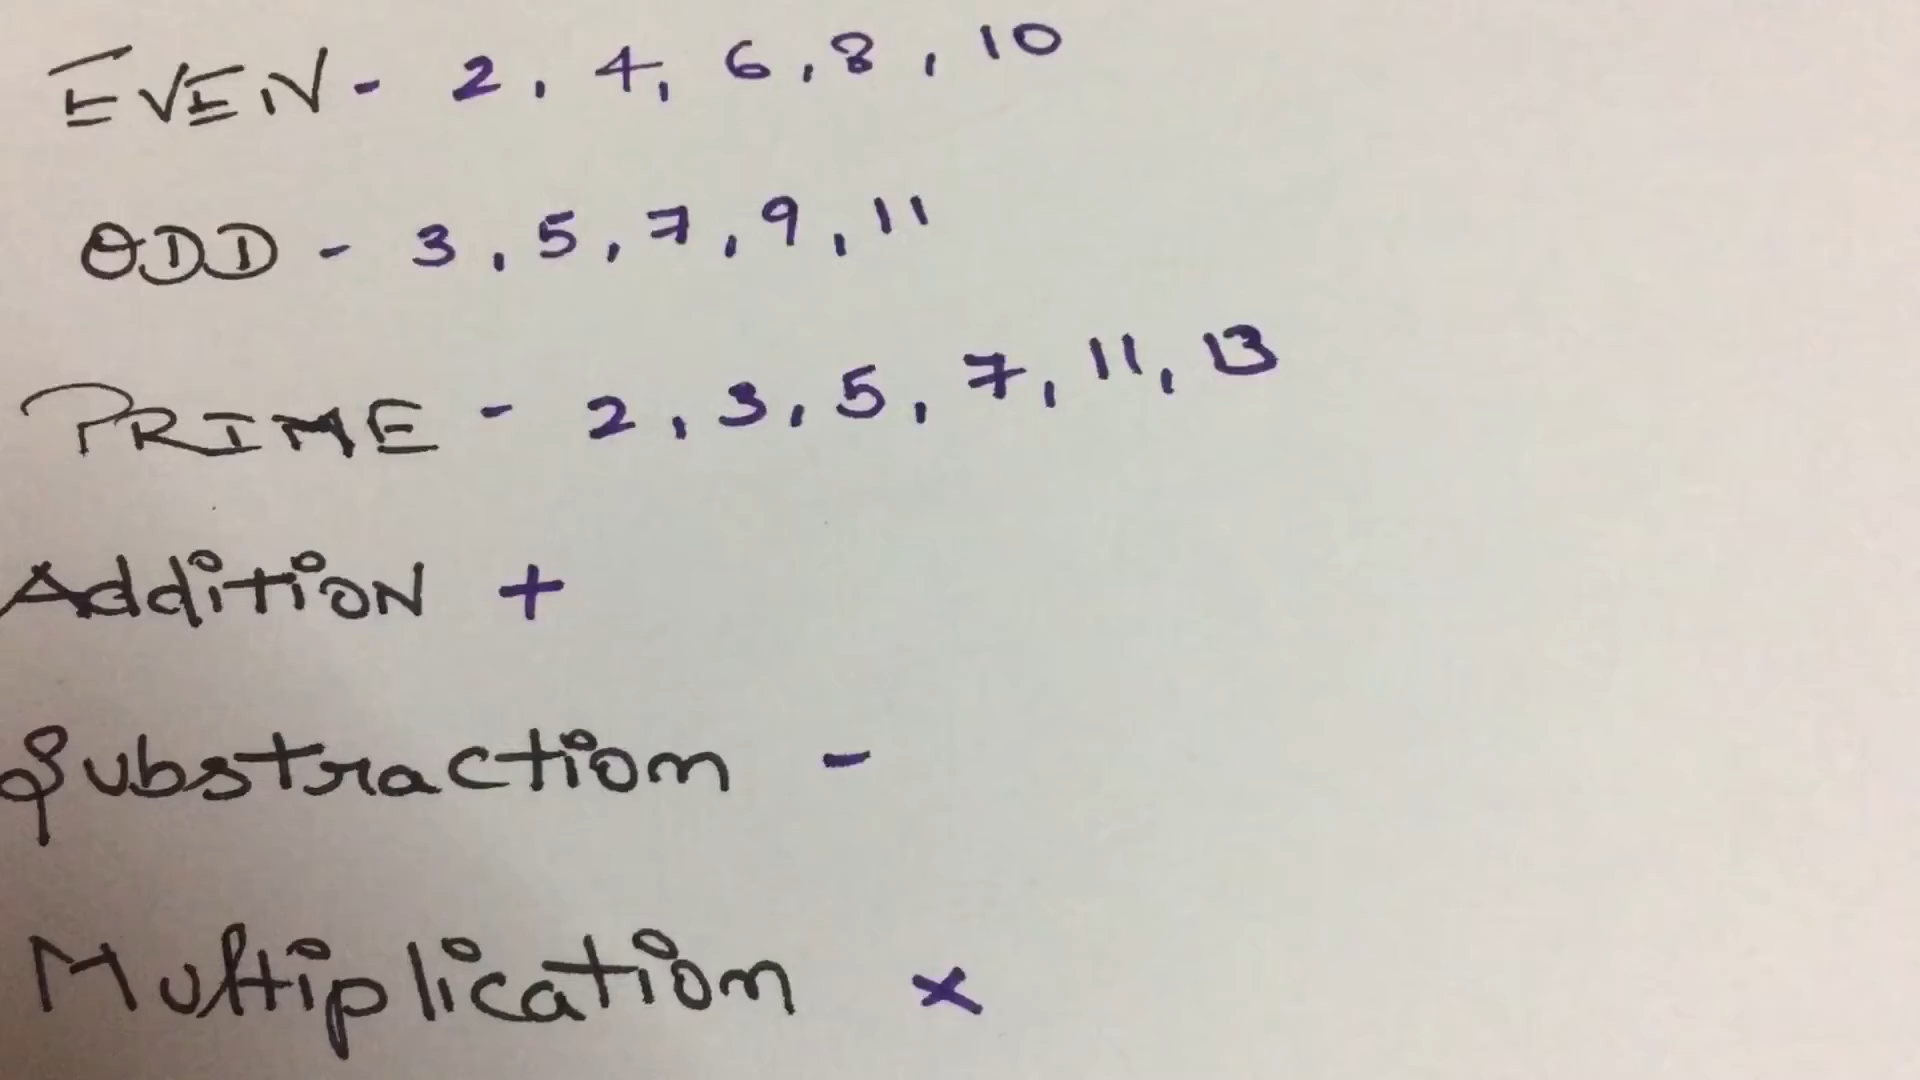 EVEN - 2, 4, 6, 8, 10
ODD - 3, 5, 7, 9, 11
PRIME - 2, 3, 5, 7, 11, 13
Addition +
Substraction -
Multiplication ×